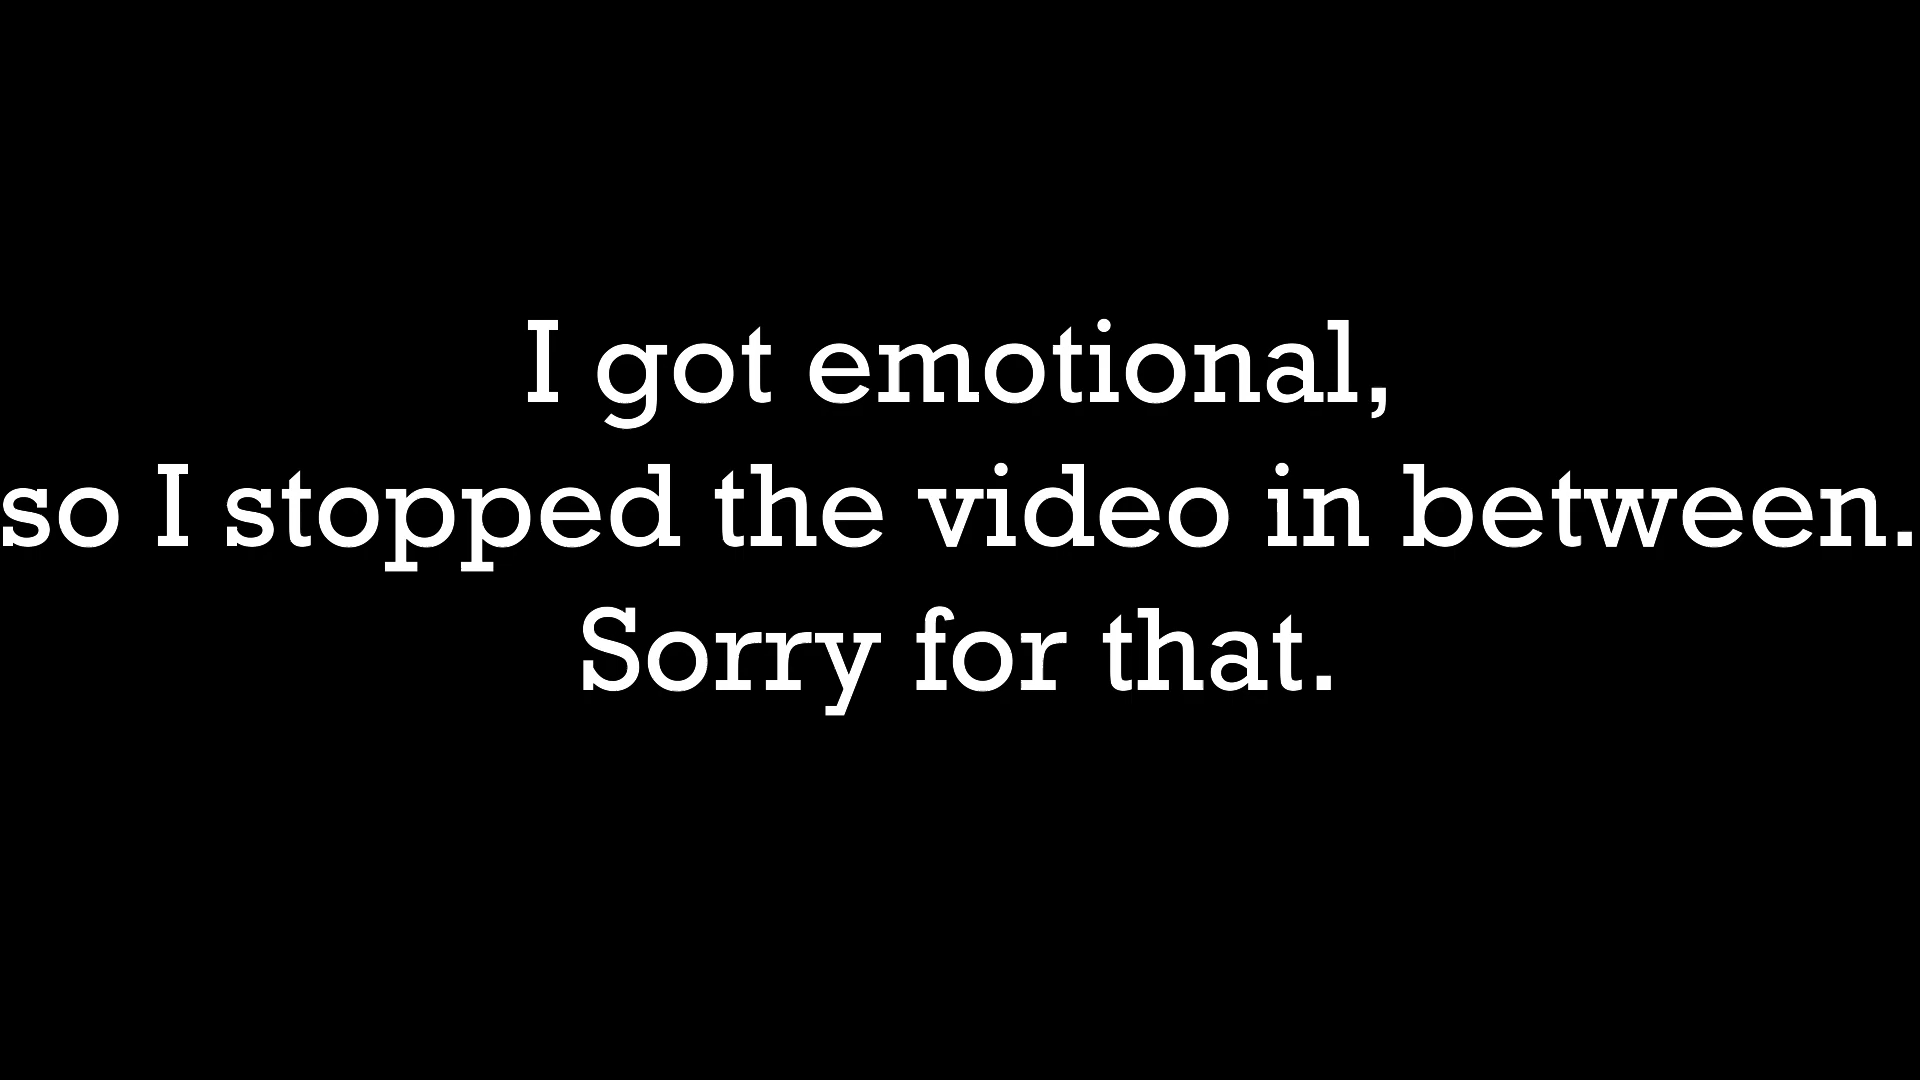 I got emotional,
so I stopped the video in between.
Sorry for that.